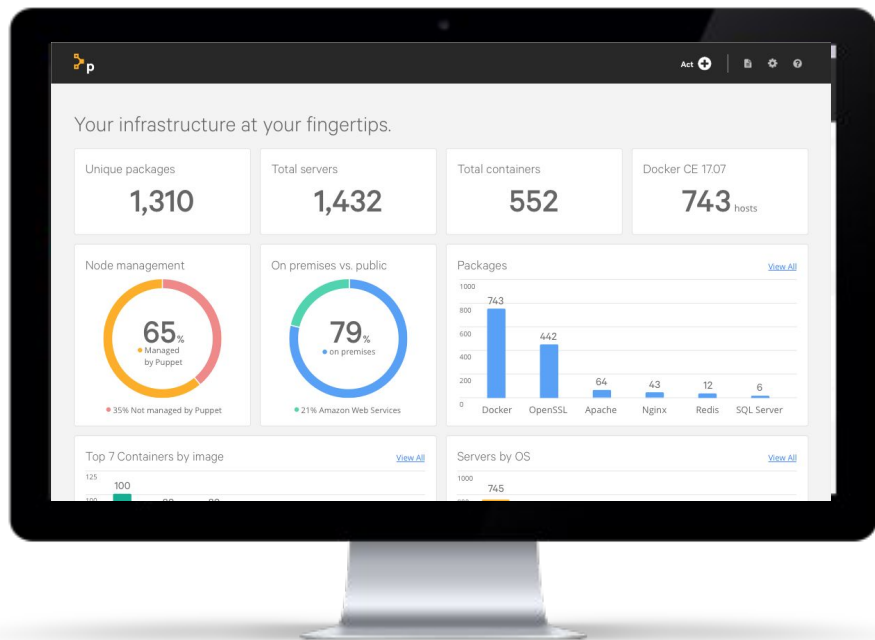 p
Act
Your infrastructure at your fingertips.
Unique packages
1,310
Total servers
1,432
Total containers
552
Docker CE 17.07
743 hosts
Node management
65%
Managed
by Puppet
35% Not managed by Puppet
On premises vs. public
79%
on premises
21% Amazon Web Services
Packages
View All
1000
800
600
400
200
0
743
442
64
43
12
6
Docker
OpenSSL
Apache
Nginx
Redis
SQL Server
Top 7 Containers by image
View All
125
100
100
Servers by OS
View All
1000
745